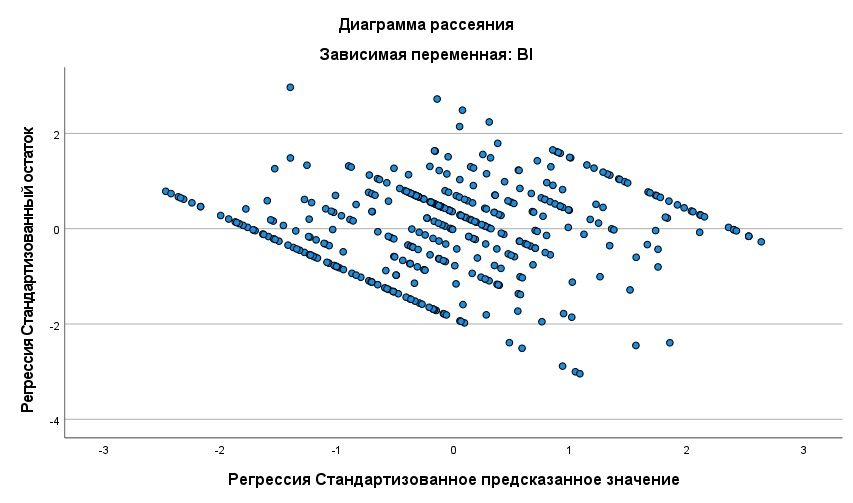 Диаграмма рассеяния
Зависимая переменная: BI
Регрессия Стандартизованный остаток
2
0
-2
-4
-3
-2
-1
0
1
2
3
Регрессия Стандартизованное предсказанное значение